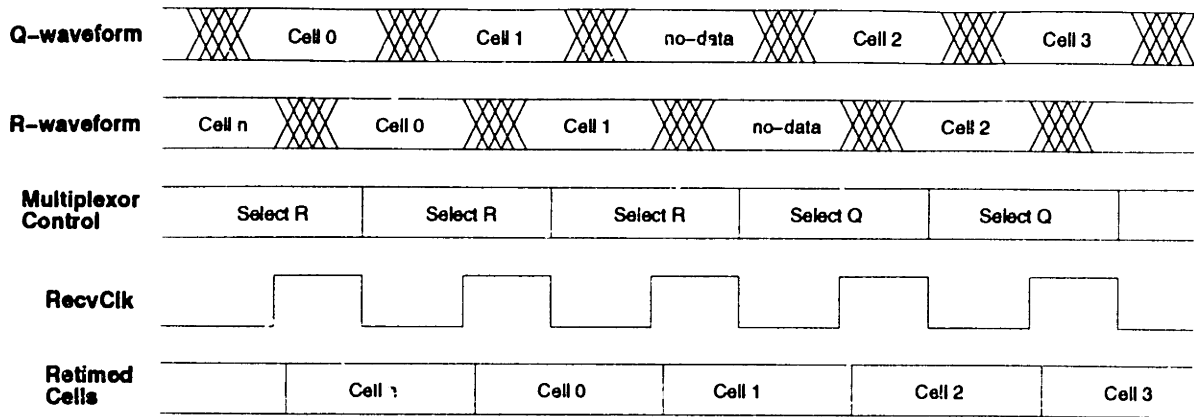 Q–waveform Cell 0 Cell 1 no-data Cell 2 Cell 3
R–waveform Cell n Cell 0 Cell 1 no-data Cell 2
Multiplexor
Control
Select R Select R Select R Select Q Select Q
RecvClk
Retimed
Cells
Cell Cell 0 Cell 1 Cell 2 Cell 3